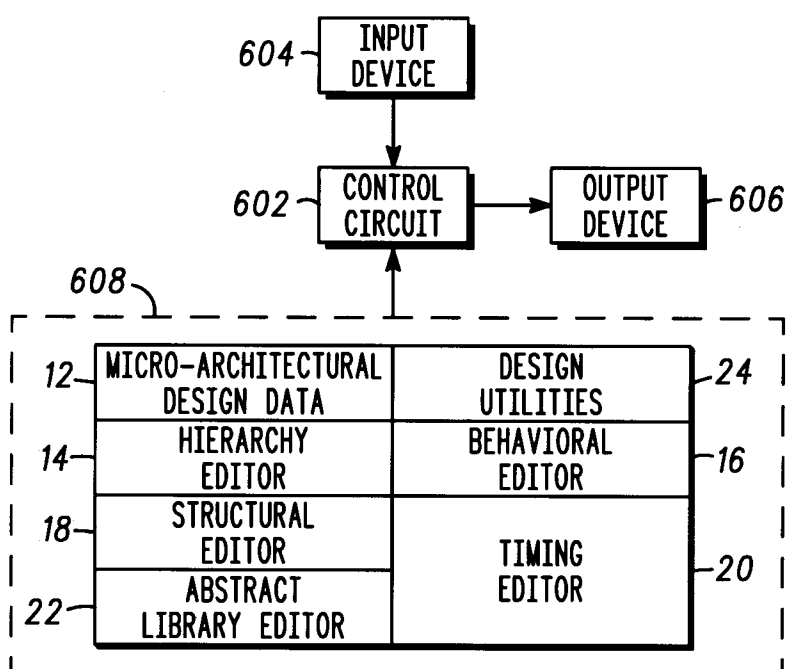 604
INPUT
DEVICE
602
CONTROL
CIRCUIT
OUTPUT
DEVICE
606
608
12
MICRO-ARCHITECTURAL
DESIGN DATA
DESIGN
UTILITIES
24
14
HIERARCHY
EDITOR
BEHAVIORAL
EDITOR
16
18
STRUCTURAL
EDITOR
TIMING
EDITOR
20
22
ABSTRACT
LIBRARY EDITOR